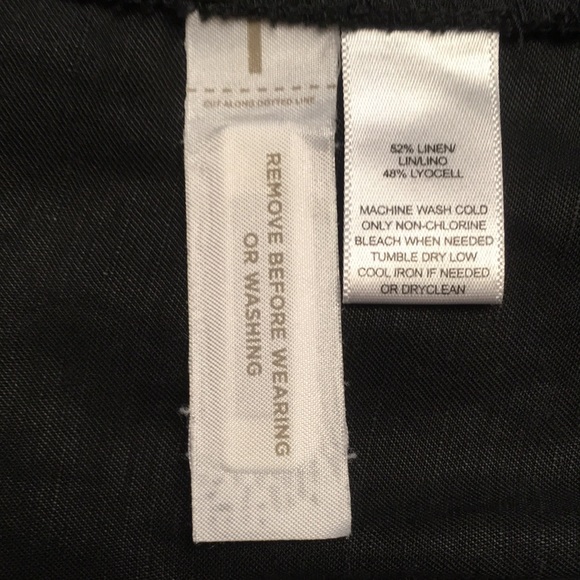 CUT ALONG DOTTED LINE
REMOVE BEFORE WEARING
OR WASHING
52% LINEN/
LIN/LINO
48% LYOCELL
MACHINE WASH COLD
ONLY NON-CHLORINE
BLEACH WHEN NEEDED
TUMBLE DRY LOW
COOL IRON IF NEEDED
OR DRYCLEAN